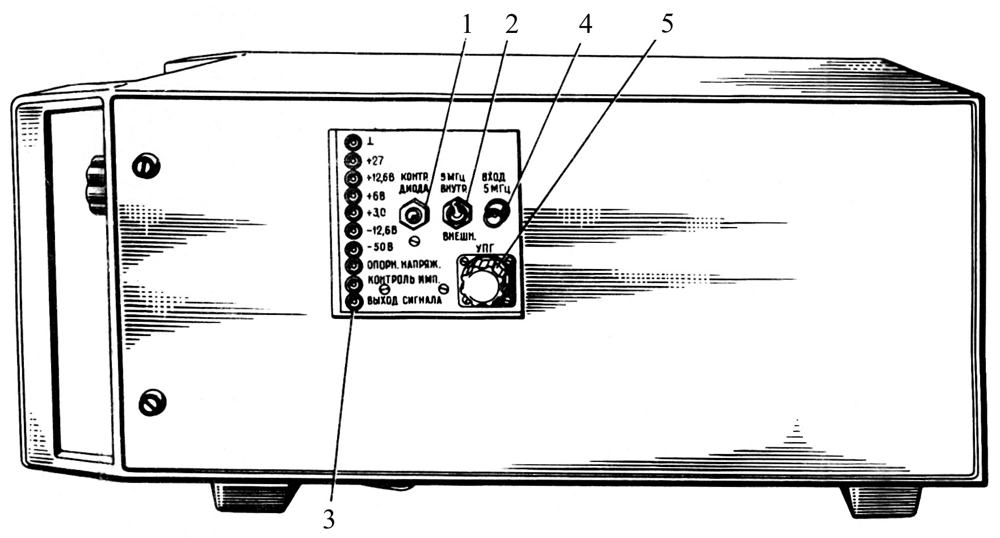 1 2 4 5
⊥
+27
+12,6В
+6В
+3,0
-12,6В
-50В
ОПОРН. НАПРЯЖ.
КОНТРОЛЬ ИМП.
ВЫХОД СИГНАЛА
КОНТР.
ДИОДА
5МГц
ВНУТР.
ВНЕШН.
ВХОД
5МГц
УПГ
3